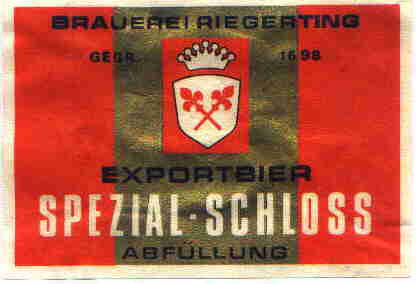 BRAUEREI RIEGERTING
GEGR. 1698
EXPORTBIER
SPEZIAL-SCHLOSS
ABFÜLLUNG